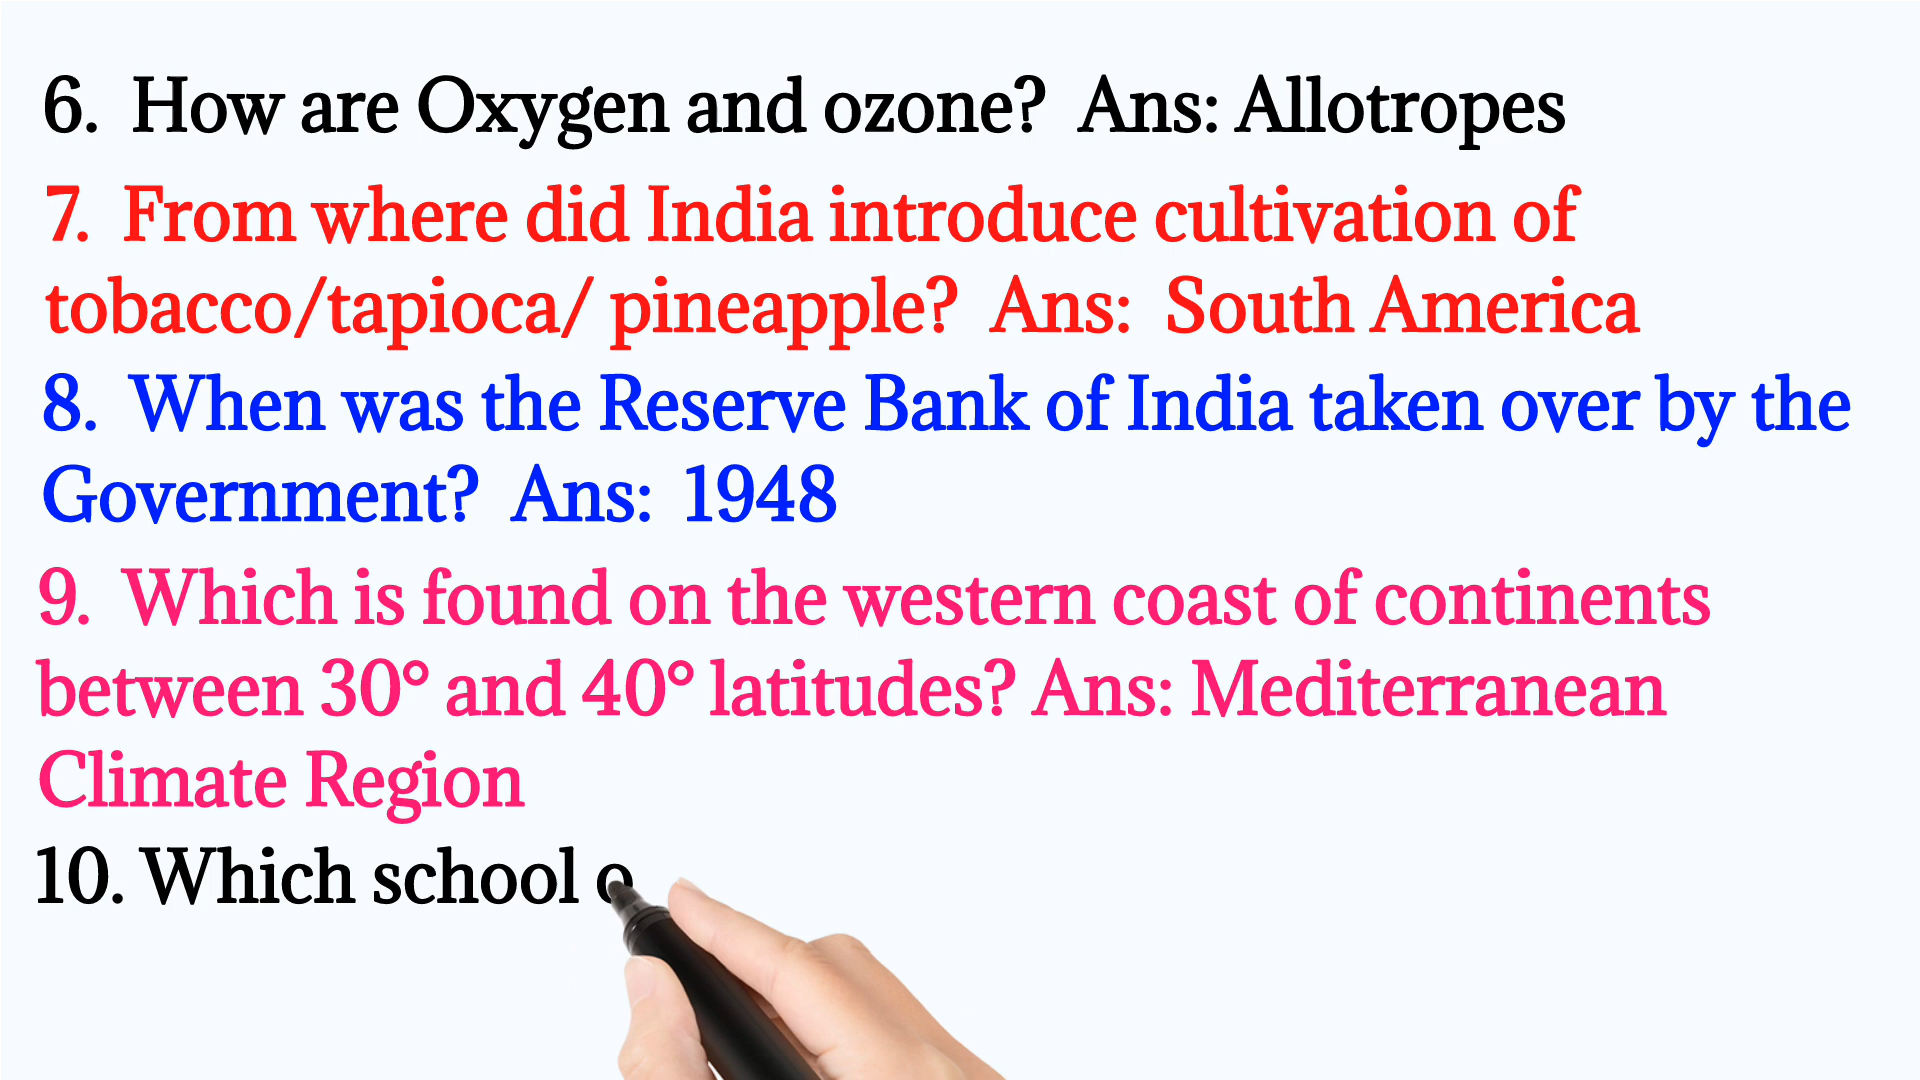 6. How are Oxygen and ozone? Ans: Allotropes
7. From where did India introduce cultivation of
tobacco/tapioca/ pineapple? Ans: South America
8. When was the Reserve Bank of India taken over by the
Government? Ans: 1948
9. Which is found on the western coast of continents
between 30° and 40° latitudes? Ans: Mediterranean
Climate Region
10. Which school o